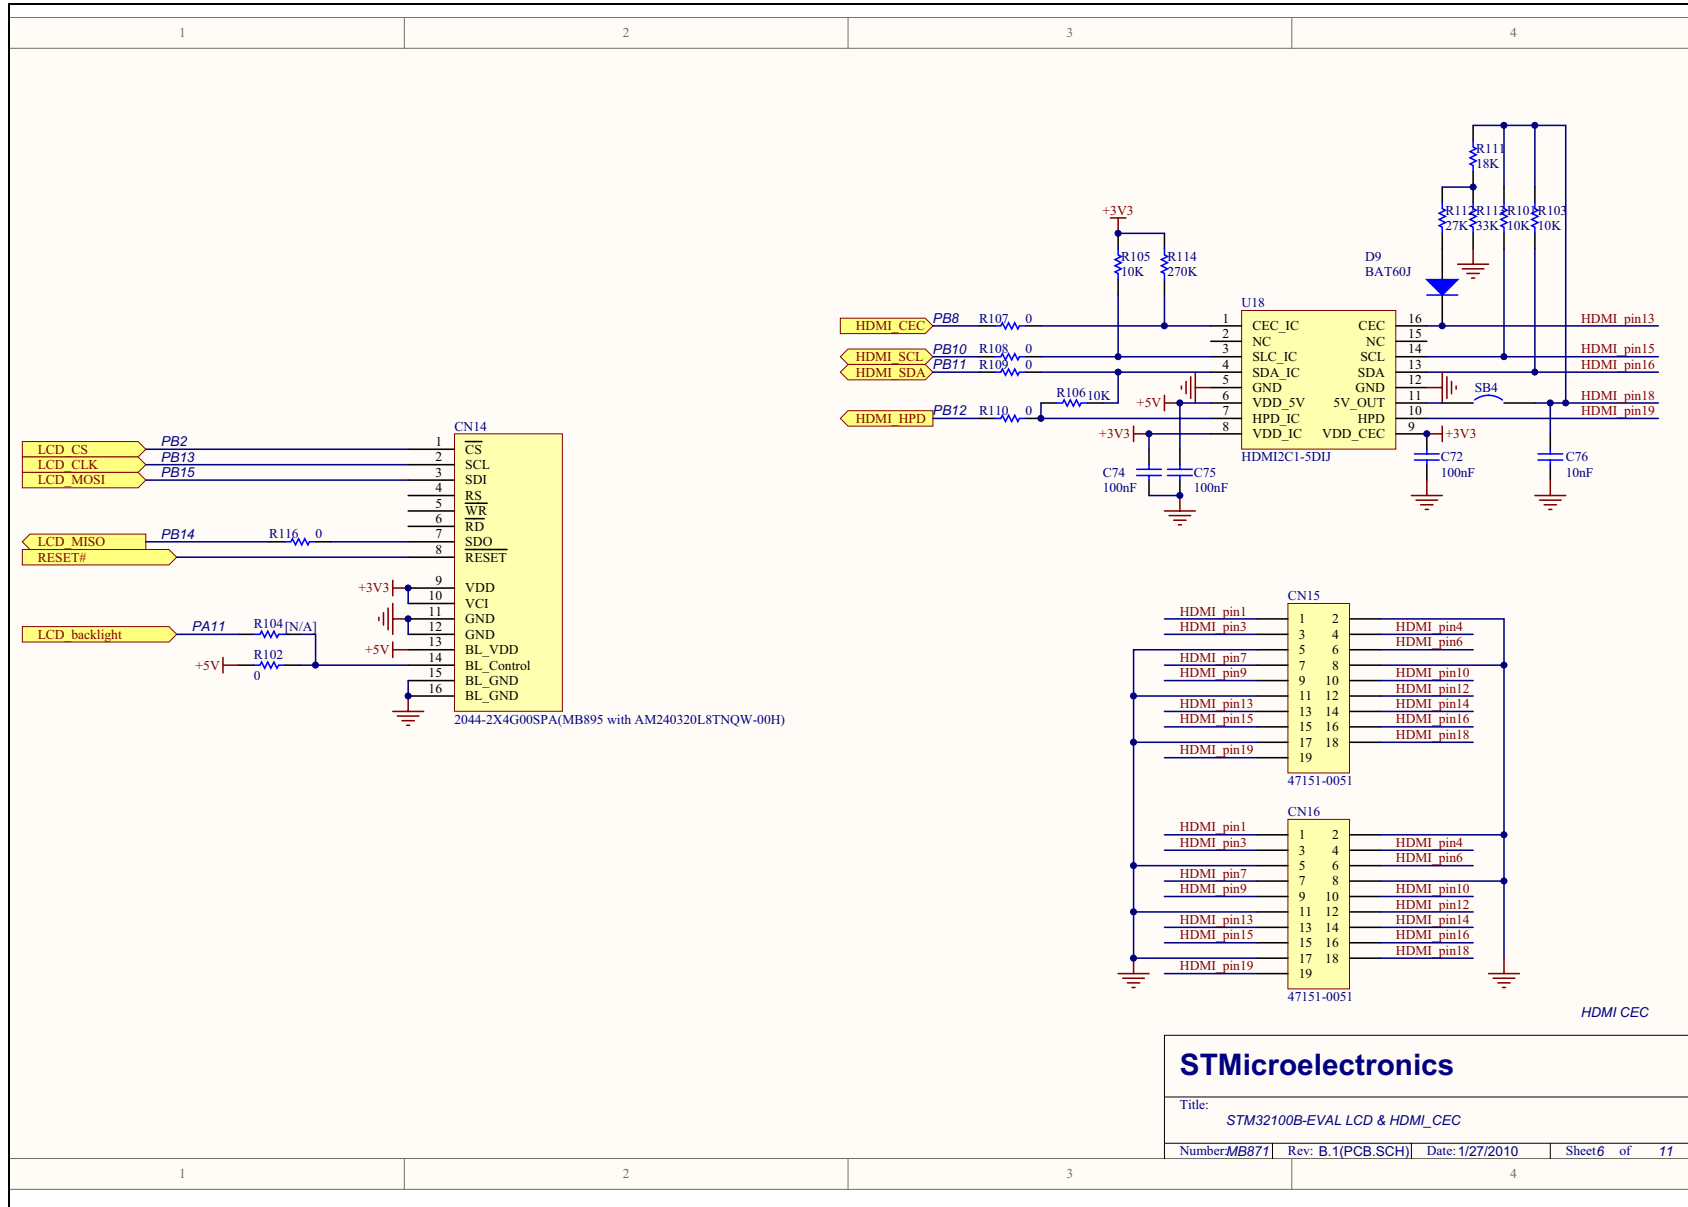 1 2 3 4
+3V3
R105
10K
R114
270K
R111
18K
R112
27K
R113
33K
R101
10K
R103
10K
D9
BAT60J
HDMI_CEC PB8 R107 0
HDMI_SCL PB10 R108 0
HDMI_SDA PB11 R109 0
R106 10K
HDMI_HPD PB12 R110 0
+5V
+3V3
C74
100nF
C75
100nF
U18
1 CEC_IC CEC 16
2 NC NC 15
3 SLC_IC SCL 14
4 SDA_IC SDA 13
5 GND GND 12
6 VDD_5V 5V_OUT 11
7 HPD_IC HPD 10
8 VDD_IC VDD_CEC 9
HDMI2C1-5DIJ
HDMI_pin13
HDMI_pin15
HDMI_pin16
SB4
HDMI_pin18
HDMI_pin19
+3V3
C72
100nF
C76
10nF
LCD_CS PB2
LCD_CLK PB13
LCD_MOSI PB15
LCD_MISO PB14 R116 0
RESET#
+3V3
LCD_backlight PA11 R104 [N/A]
+5V
+5V R102
0
CN14
1 CS
2 SCL
3 SDI
4 RS
5 WR
6 RD
7 SDO
8 RESET
9 VDD
10 VCI
11 GND
12 GND
13 BL_VDD
14 BL_Control
15 BL_GND
16 BL_GND
2044-2X4G00SPA(MB895 with AM240320L8TNQW-00H)
CN15
HDMI_pin1 1 2
HDMI_pin3 3 4 HDMI_pin4
5 6 HDMI_pin6
HDMI_pin7 7 8
HDMI_pin9 9 10 HDMI_pin10
11 12 HDMI_pin12
HDMI_pin13 13 14 HDMI_pin14
HDMI_pin15 15 16 HDMI_pin16
17 18 HDMI_pin18
HDMI_pin19 19
47151-0051
CN16
HDMI_pin1 1 2
HDMI_pin3 3 4 HDMI_pin4
5 6 HDMI_pin6
HDMI_pin7 7 8
HDMI_pin9 9 10 HDMI_pin10
11 12 HDMI_pin12
HDMI_pin13 13 14 HDMI_pin14
HDMI_pin15 15 16 HDMI_pin16
17 18 HDMI_pin18
HDMI_pin19 19
47151-0051
HDMI CEC
STMicroelectronics
Title:
STM32100B-EVAL LCD & HDMI_CEC
Number:MB871 Rev: B.1(PCB.SCH) Date:1/27/2010 Sheet 6 of 11
1 2 3 4